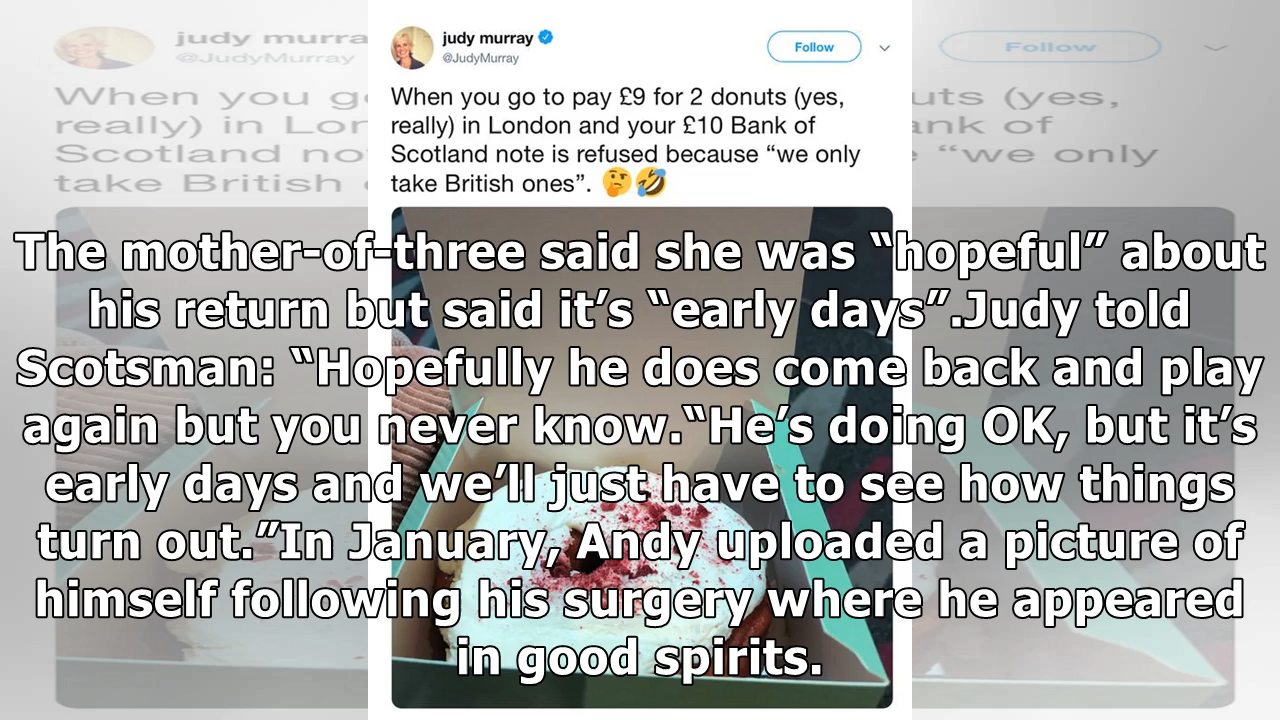 judy murray
@JudyMurray
Follow
When you go to pay £9 for 2 donuts (yes,
really) in London and your £10 Bank of
Scotland note is refused because “we only
take British ones”. 🤔🤣
The mother-of-three said she was “hopeful” about
his return but said it’s “early days”.Judy told
Scotsman: “Hopefully he does come back and play
again but you never know.“He’s doing OK, but it’s
early days and we’ll just have to see how things
turn out.”In January, Andy uploaded a picture of
himself following his surgery where he appeared
in good spirits.